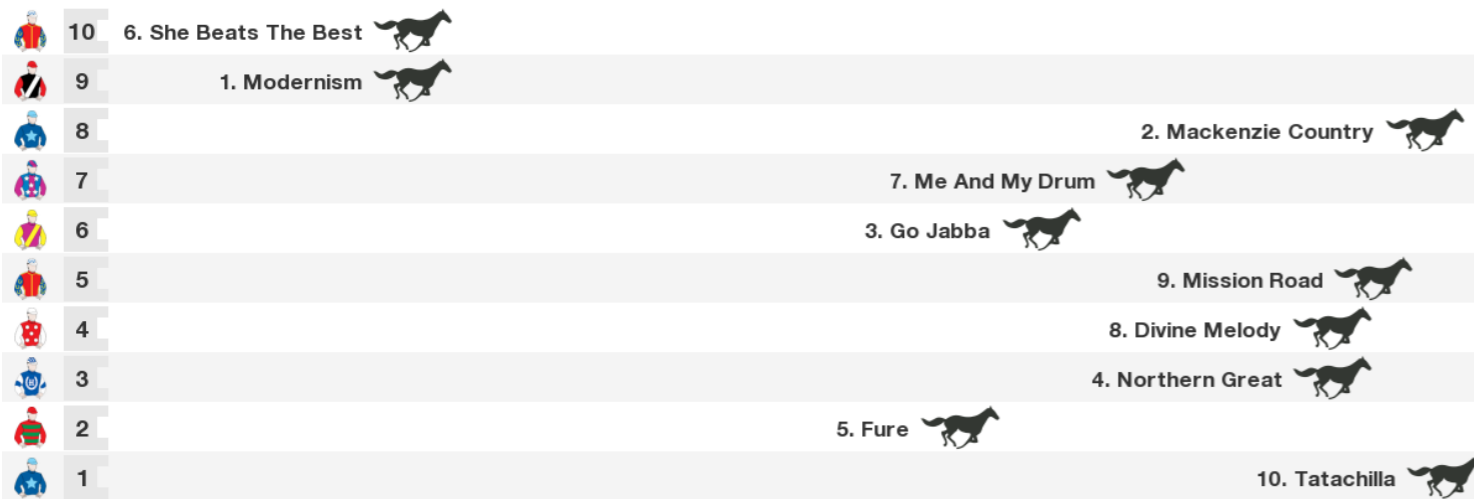 10 6. She Beats The Best
9 1. Modernism
8 2. Mackenzie Country
7 7. Me And My Drum
6 3. Go Jabba
5 9. Mission Road
4 8. Divine Melody
3 4. Northern Great
2 5. Fure
1 10. Tatachilla